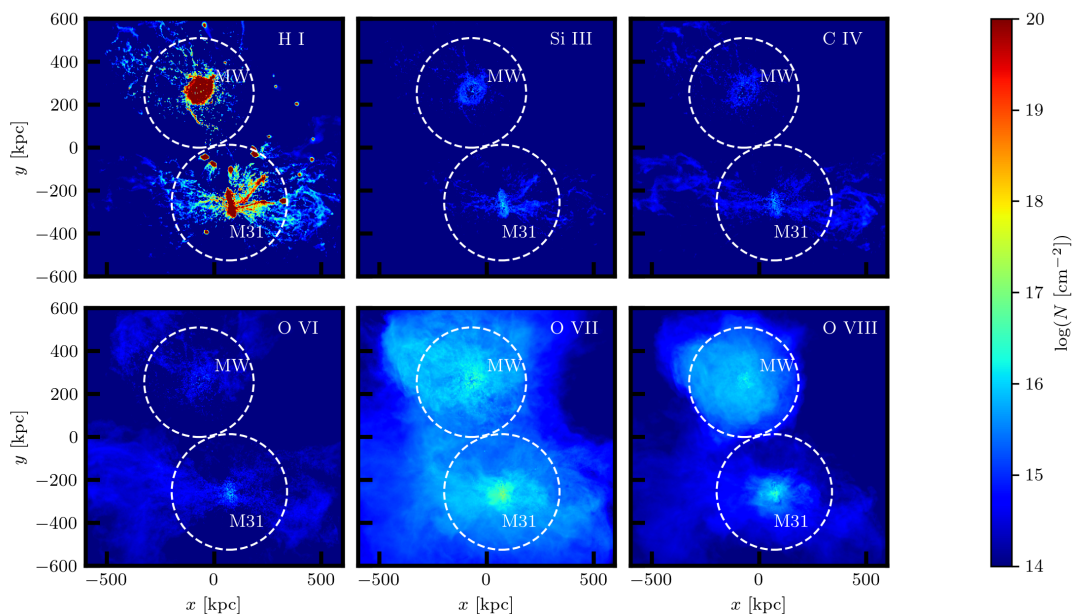 600
400
200
0
−200
−400
−600
y [kpc]
H I
MW
M31
Si III
MW
M31
C IV
MW
M31
600
400
200
0
−200
−400
−600
y [kpc]
O VI
MW
M31
O VII
MW
M31
O VIII
MW
M31
−500 0 500
−500 0 500
−500 0 500
x [kpc]
x [kpc]
x [kpc]
20
19
18
17
16
15
14
log(N [cm⁻²])